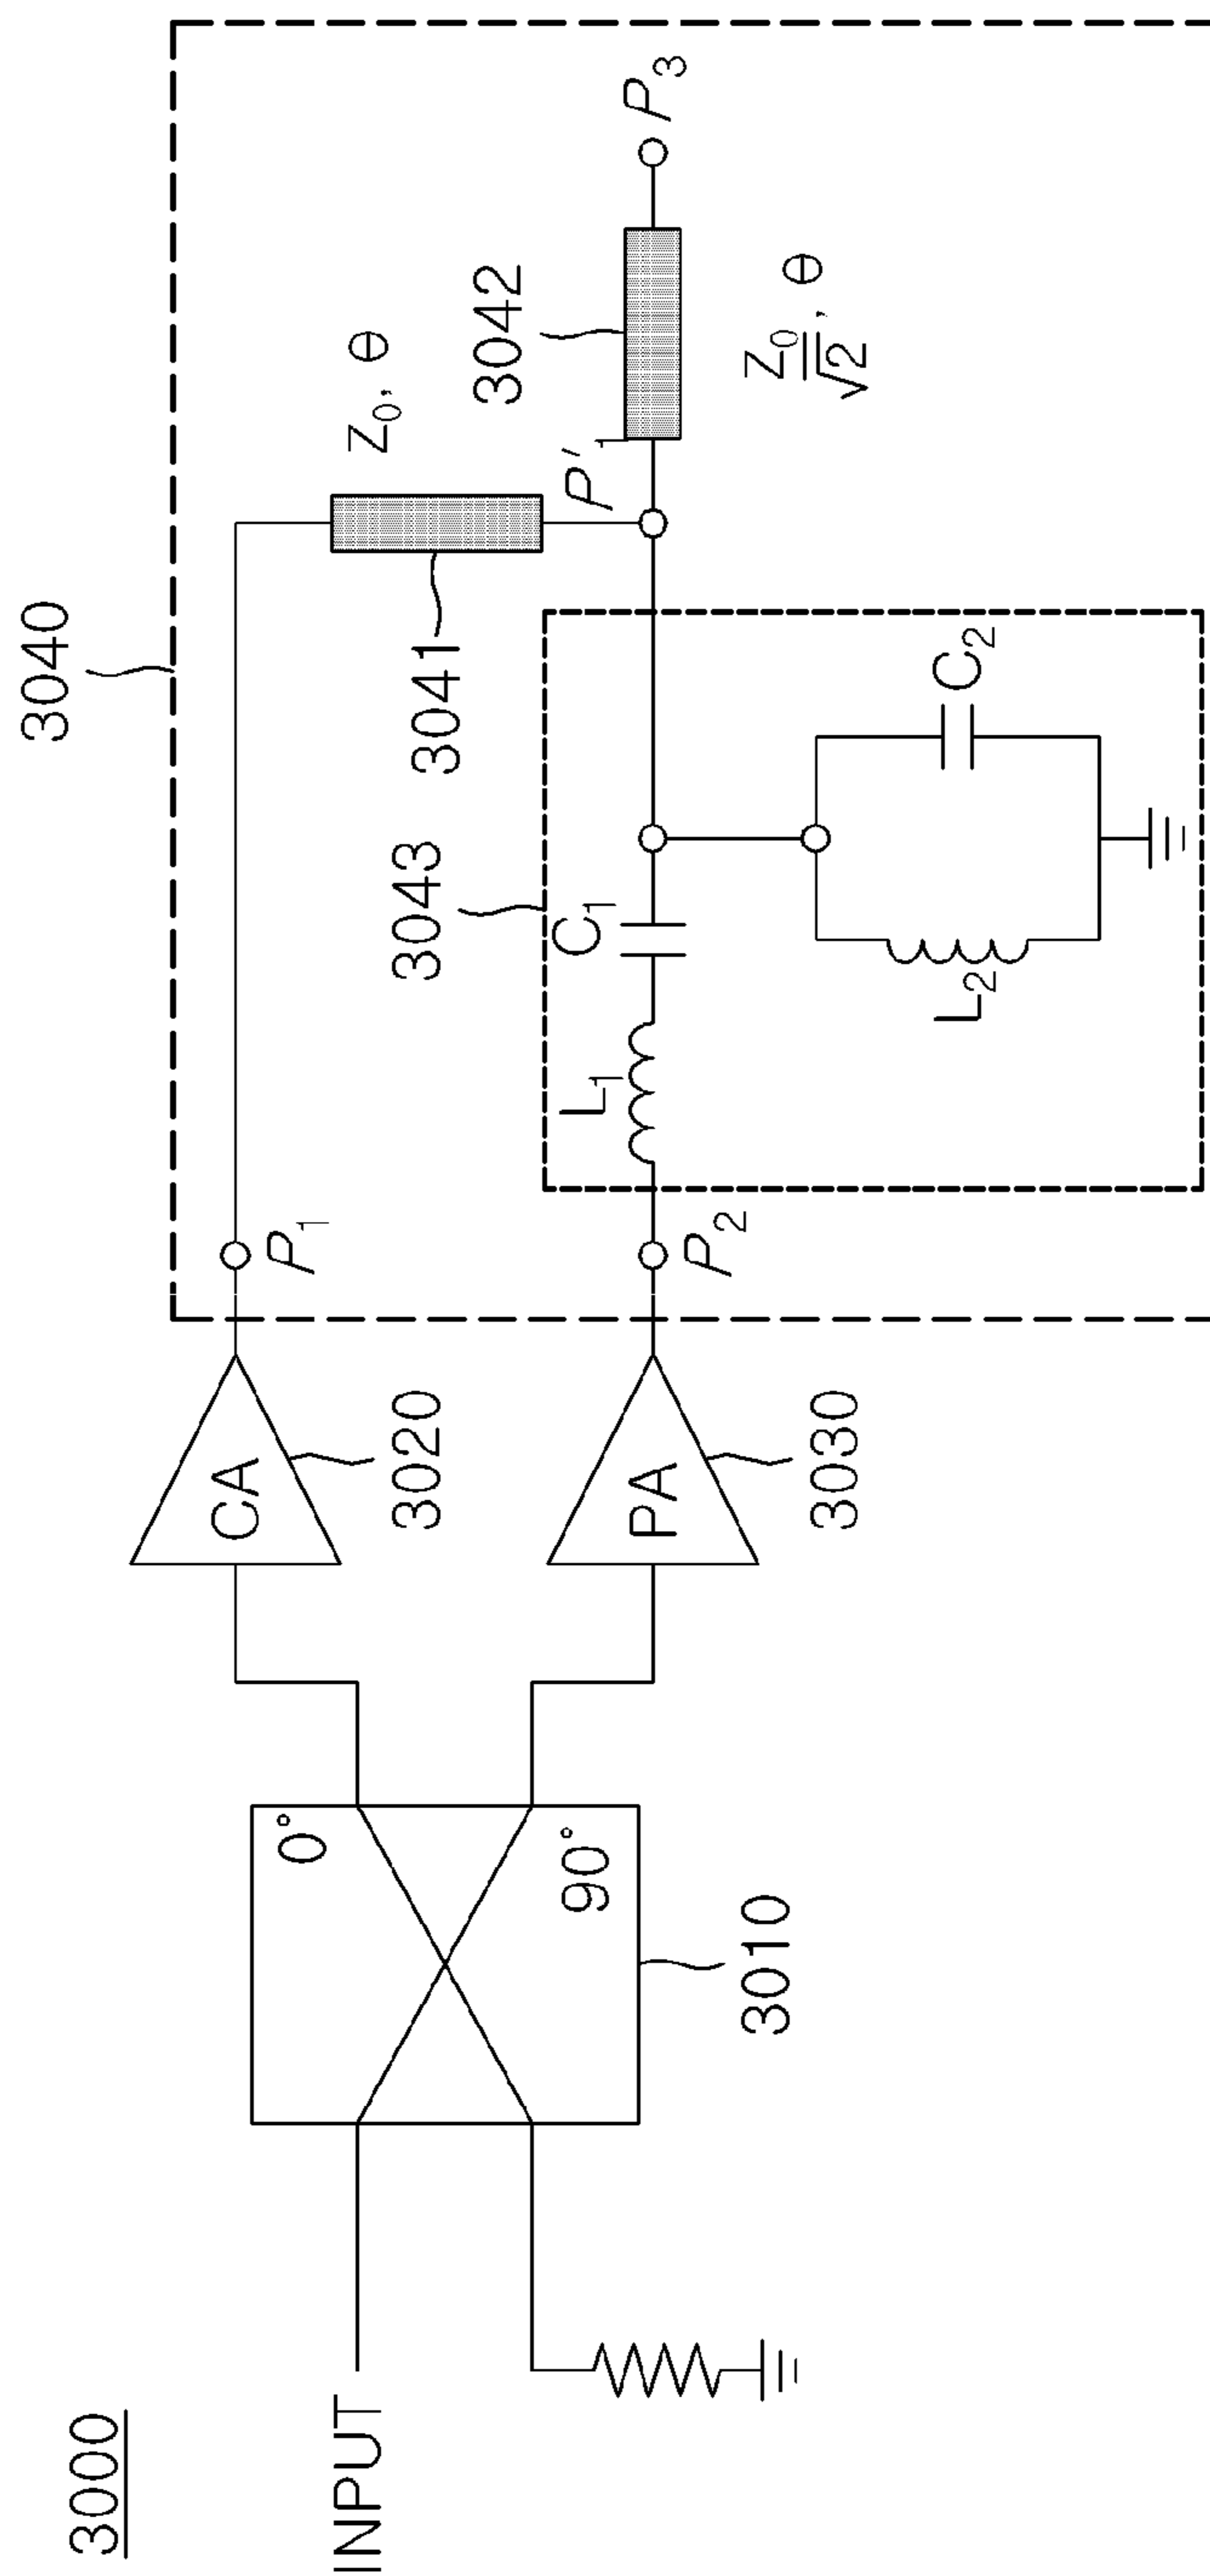 3000
3040
INPUT
0°
90°
3010
CA
3020
PA
3030
P₁
P₂
3043
L₁
C₁
L₂
C₂
3041
Z₀, θ
P'₁
3042
Z₀/√2, θ
P₃